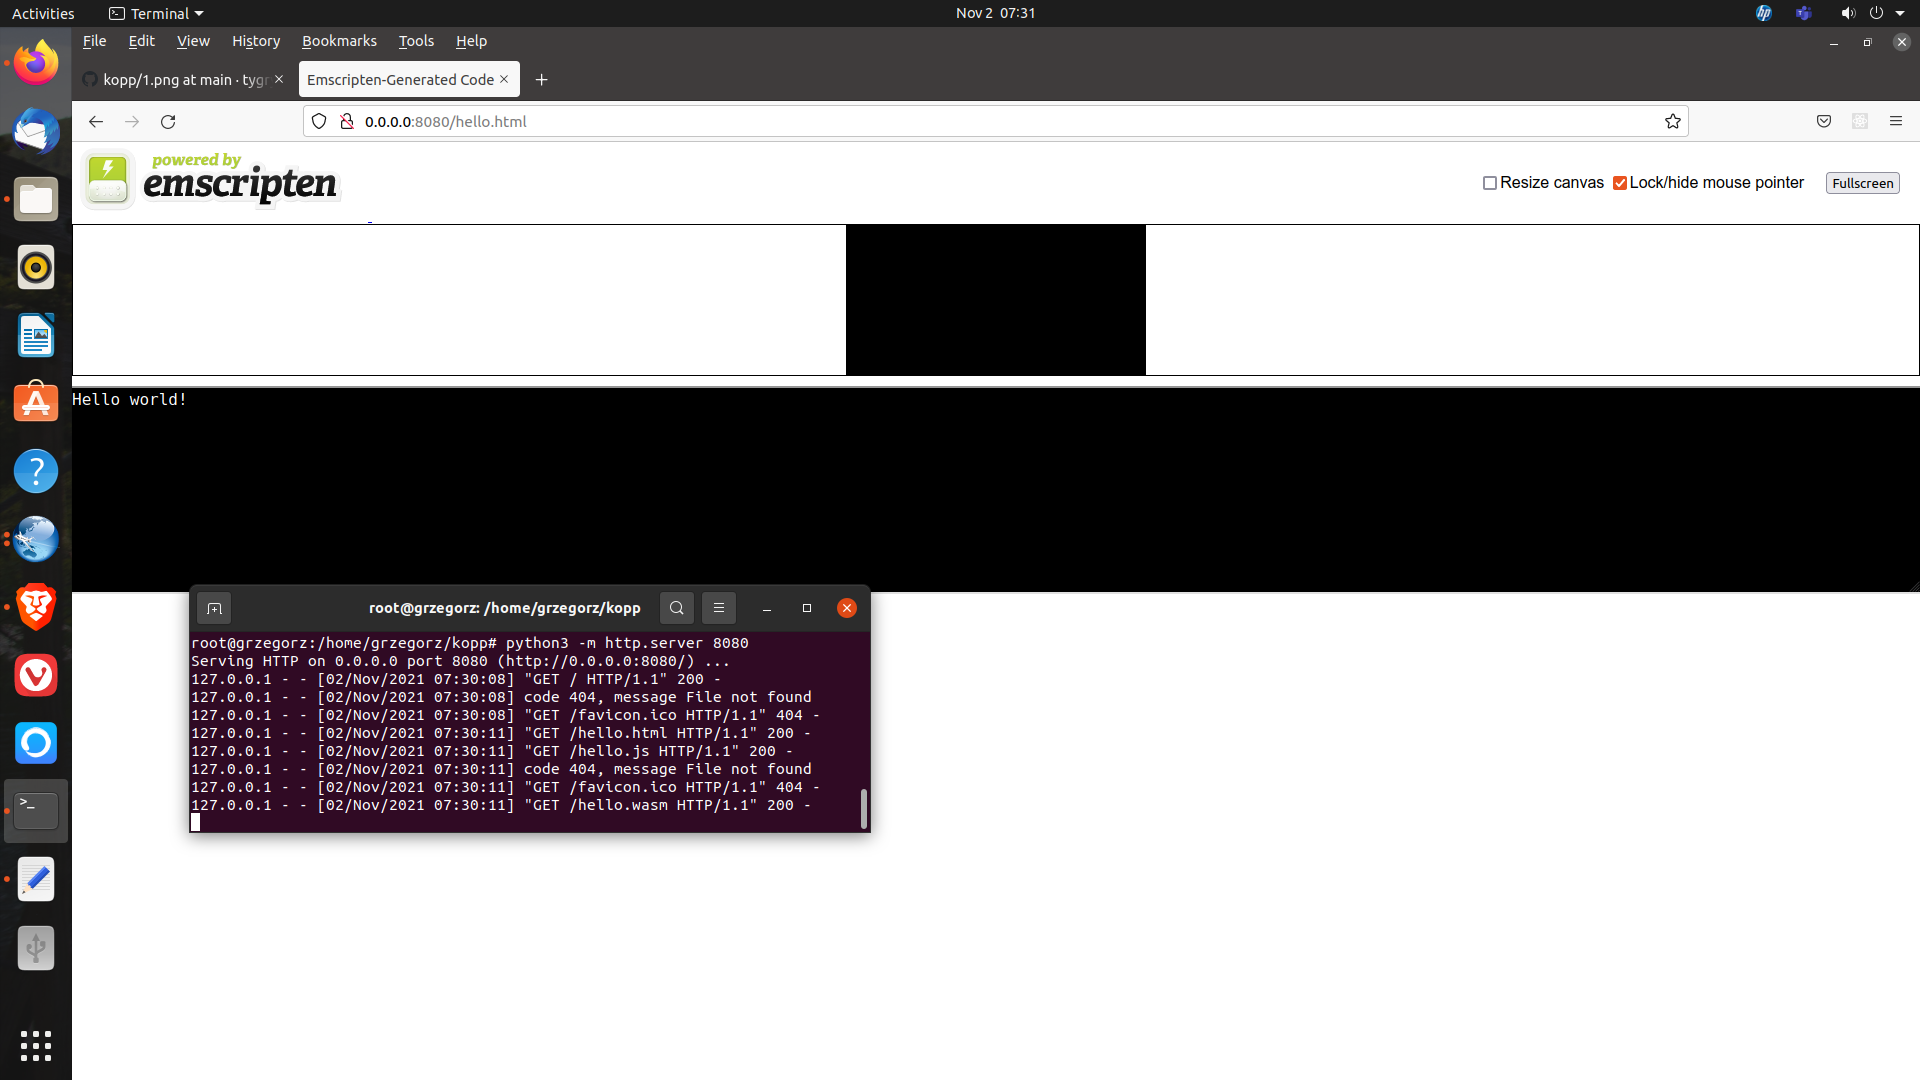 Activities Terminal Nov 2 07:31
File Edit View History Bookmarks Tools Help
kopp/1.png at main · tygr Emscripten-Generated Code
0.0.0.0:8080/hello.html
powered by
emscripten
Resize canvas Lock/hide mouse pointer Fullscreen
Hello world!
root@grzegorz: /home/grzegorz/kopp
root@grzegorz:/home/grzegorz/kopp# python3 -m http.server 8080
Serving HTTP on 0.0.0.0 port 8080 (http://0.0.0.0:8080/) ...
127.0.0.1 - - [02/Nov/2021 07:30:08] "GET / HTTP/1.1" 200 -
127.0.0.1 - - [02/Nov/2021 07:30:08] code 404, message File not found
127.0.0.1 - - [02/Nov/2021 07:30:08] "GET /favicon.ico HTTP/1.1" 404 -
127.0.0.1 - - [02/Nov/2021 07:30:11] "GET /hello.html HTTP/1.1" 200 -
127.0.0.1 - - [02/Nov/2021 07:30:11] "GET /hello.js HTTP/1.1" 200 -
127.0.0.1 - - [02/Nov/2021 07:30:11] code 404, message File not found
127.0.0.1 - - [02/Nov/2021 07:30:11] "GET /favicon.ico HTTP/1.1" 404 -
127.0.0.1 - - [02/Nov/2021 07:30:11] "GET /hello.wasm HTTP/1.1" 200 -